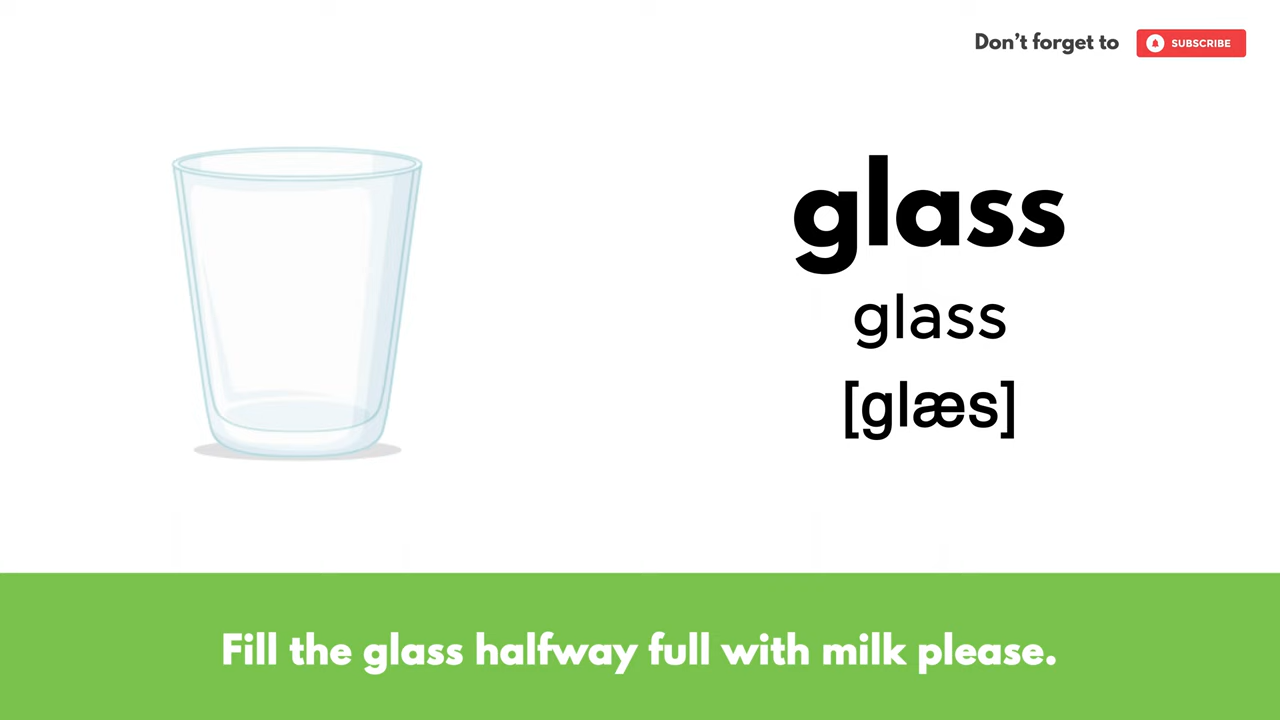 Don't forget to SUBSCRIBE
glass
glass
[glæs]
Fill the glass halfway full with milk please.